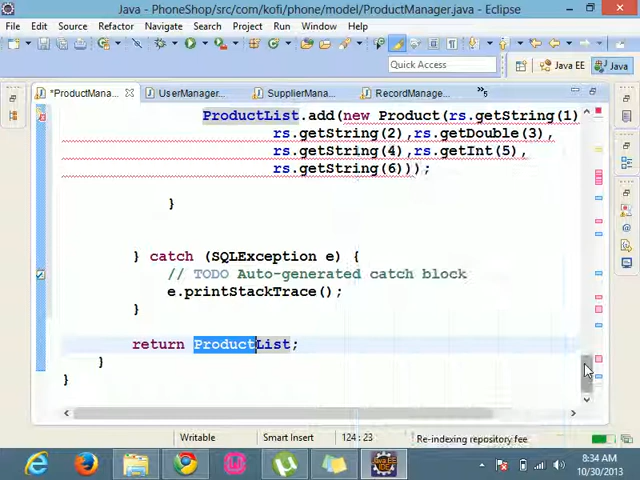 Java - PhoneShop/src/com/kofi/phone/model/ProductManager.java - Eclipse
File Edit Source Refactor Navigate Search Project Run Window Help
Quick Access
Java EE Java
*ProductMana... UserManager... SupplierMana... RecordManage... »5
ProductList.add(new Product(rs.getString(1)
rs.getString(2),rs.getDouble(3),
rs.getString(4),rs.getInt(5),
rs.getString(6)));
}
} catch (SQLException e) {
// TODO Auto-generated catch block
e.printStackTrace();
}
return ProductList;
}
}
Writable Smart Insert 124 : 23 Re-indexing repository fee
8:34 AM
10/30/2013